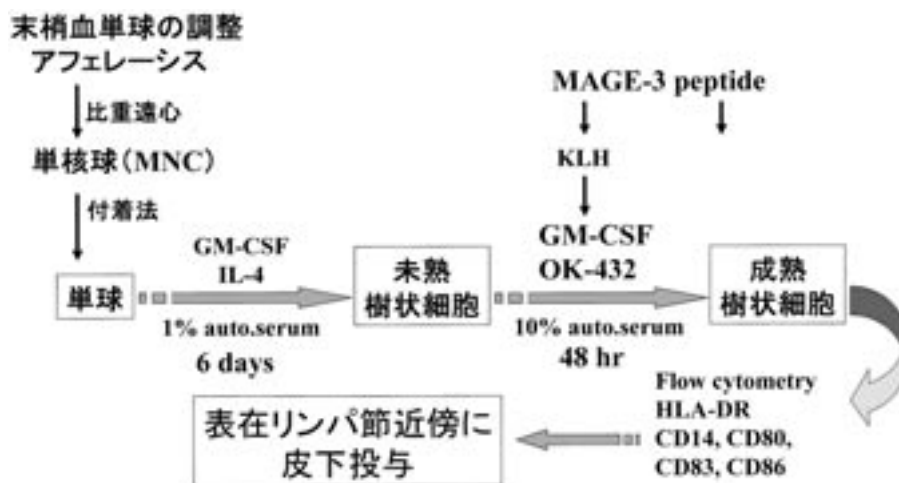 末梢血単球の調整
アフェレーシス
比重遠心
単核球(MNC)
付着法
単球
GM-CSF
IL-4
1% auto.serum
6 days
未熟
樹状細胞
MAGE-3 peptide
KLH
GM-CSF
OK-432
10% auto.serum
48 hr
成熟
樹状細胞
Flow cytometry
HLA-DR
CD14, CD80,
CD83, CD86
表在リンパ節近傍に
皮下投与